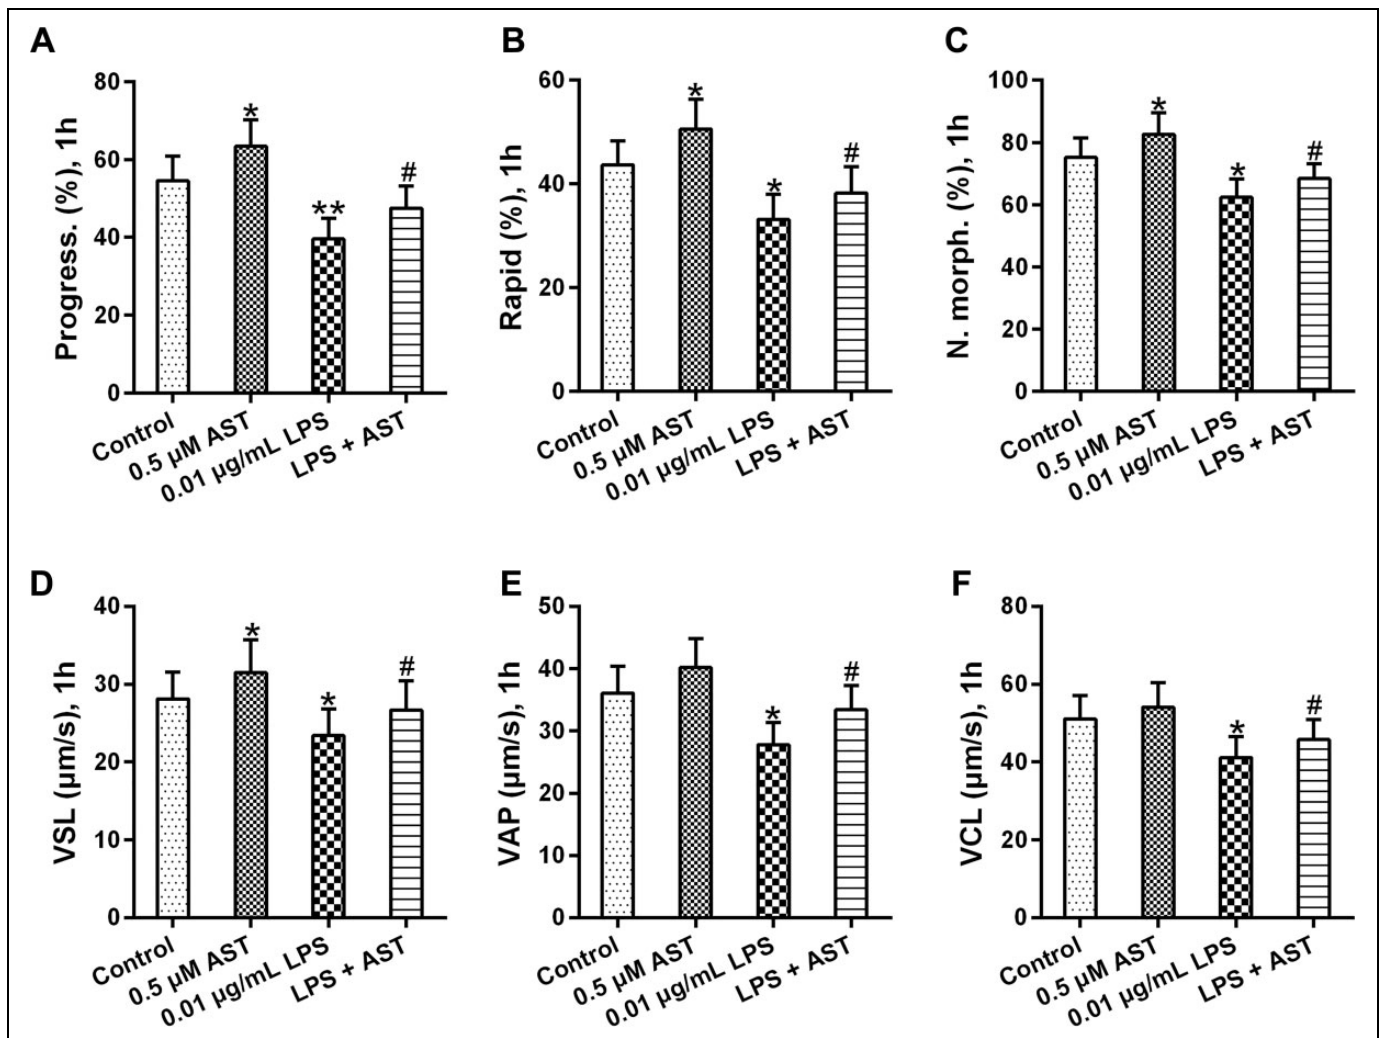 A
Progress. (%), 1h
80
60
40
20
0
*
**
#
Control
0.5 µM AST
0.01 µg/mL LPS
LPS + AST
B
Rapid (%), 1h
60
40
20
0
*
*
#
Control
0.5 µM AST
0.01 µg/mL LPS
LPS + AST
C
N. morph. (%), 1h
100
80
60
40
20
0
*
*
#
Control
0.5 µM AST
0.01 µg/mL LPS
LPS + AST
D
VSL (µm/s), 1h
40
30
20
10
0
*
*
#
Control
0.5 µM AST
0.01 µg/mL LPS
LPS + AST
E
VAP (µm/s), 1h
50
40
30
20
10
0
*
#
Control
0.5 µM AST
0.01 µg/mL LPS
LPS + AST
F
VCL (µm/s), 1h
80
60
40
20
0
*
#
Control
0.5 µM AST
0.01 µg/mL LPS
LPS + AST